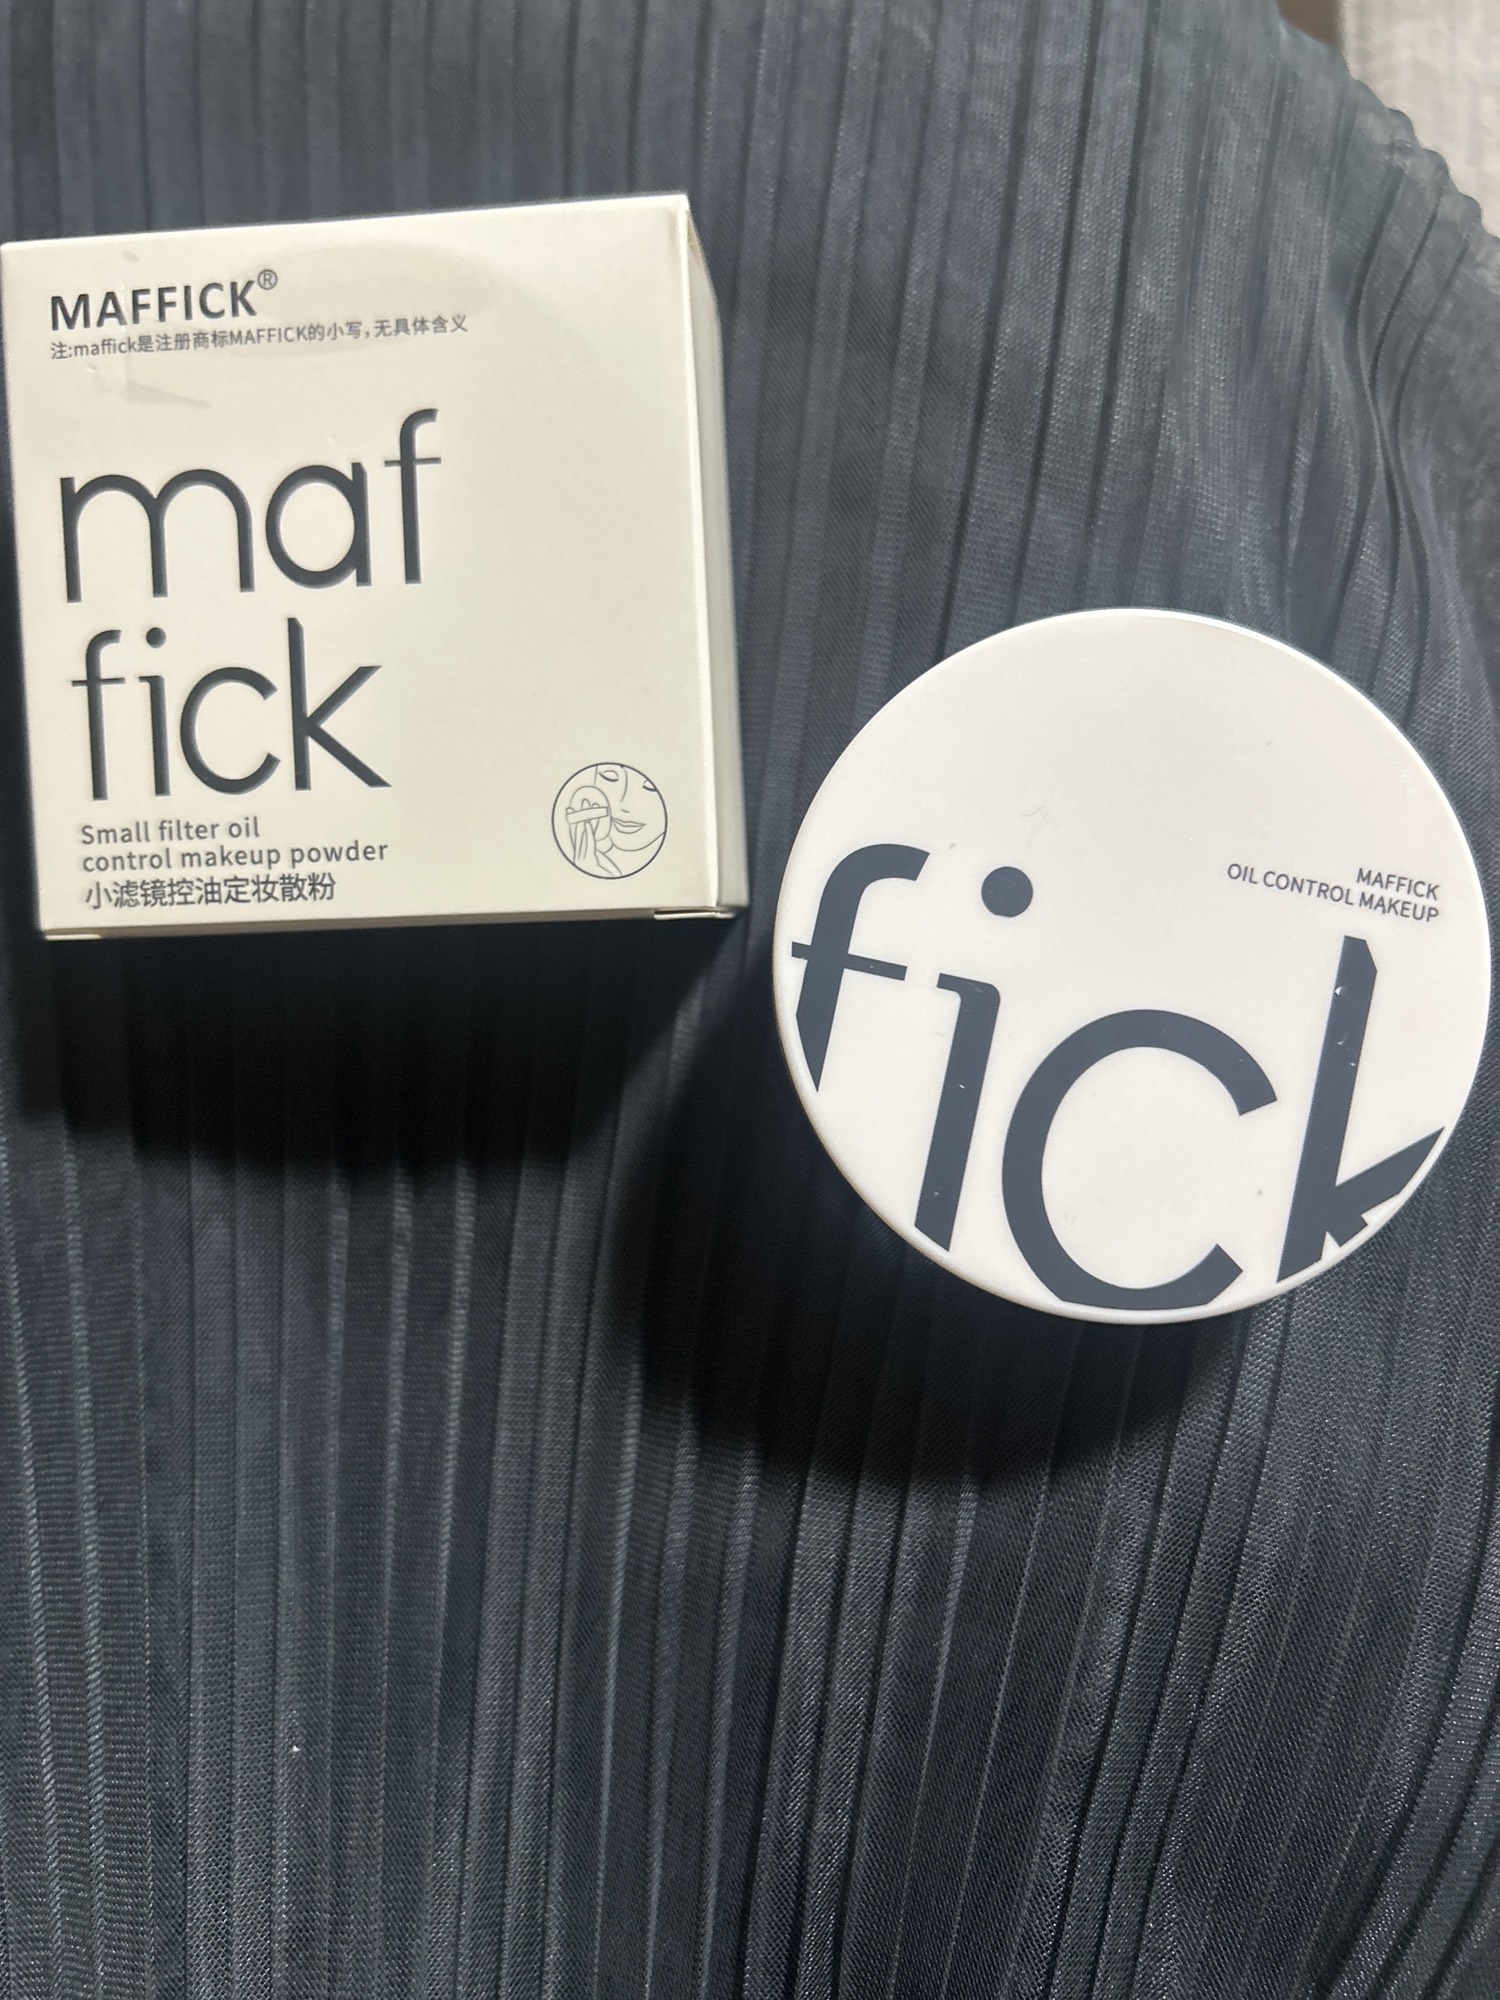 MAFFICK®
注:maffick是注册商标MAFFICK的小写,无具体含义
maf
fick
Small filter oil
control makeup powder
小滤镜控油定妆散粉
MAFFICK
OIL CONTROL MAKEUP
fick